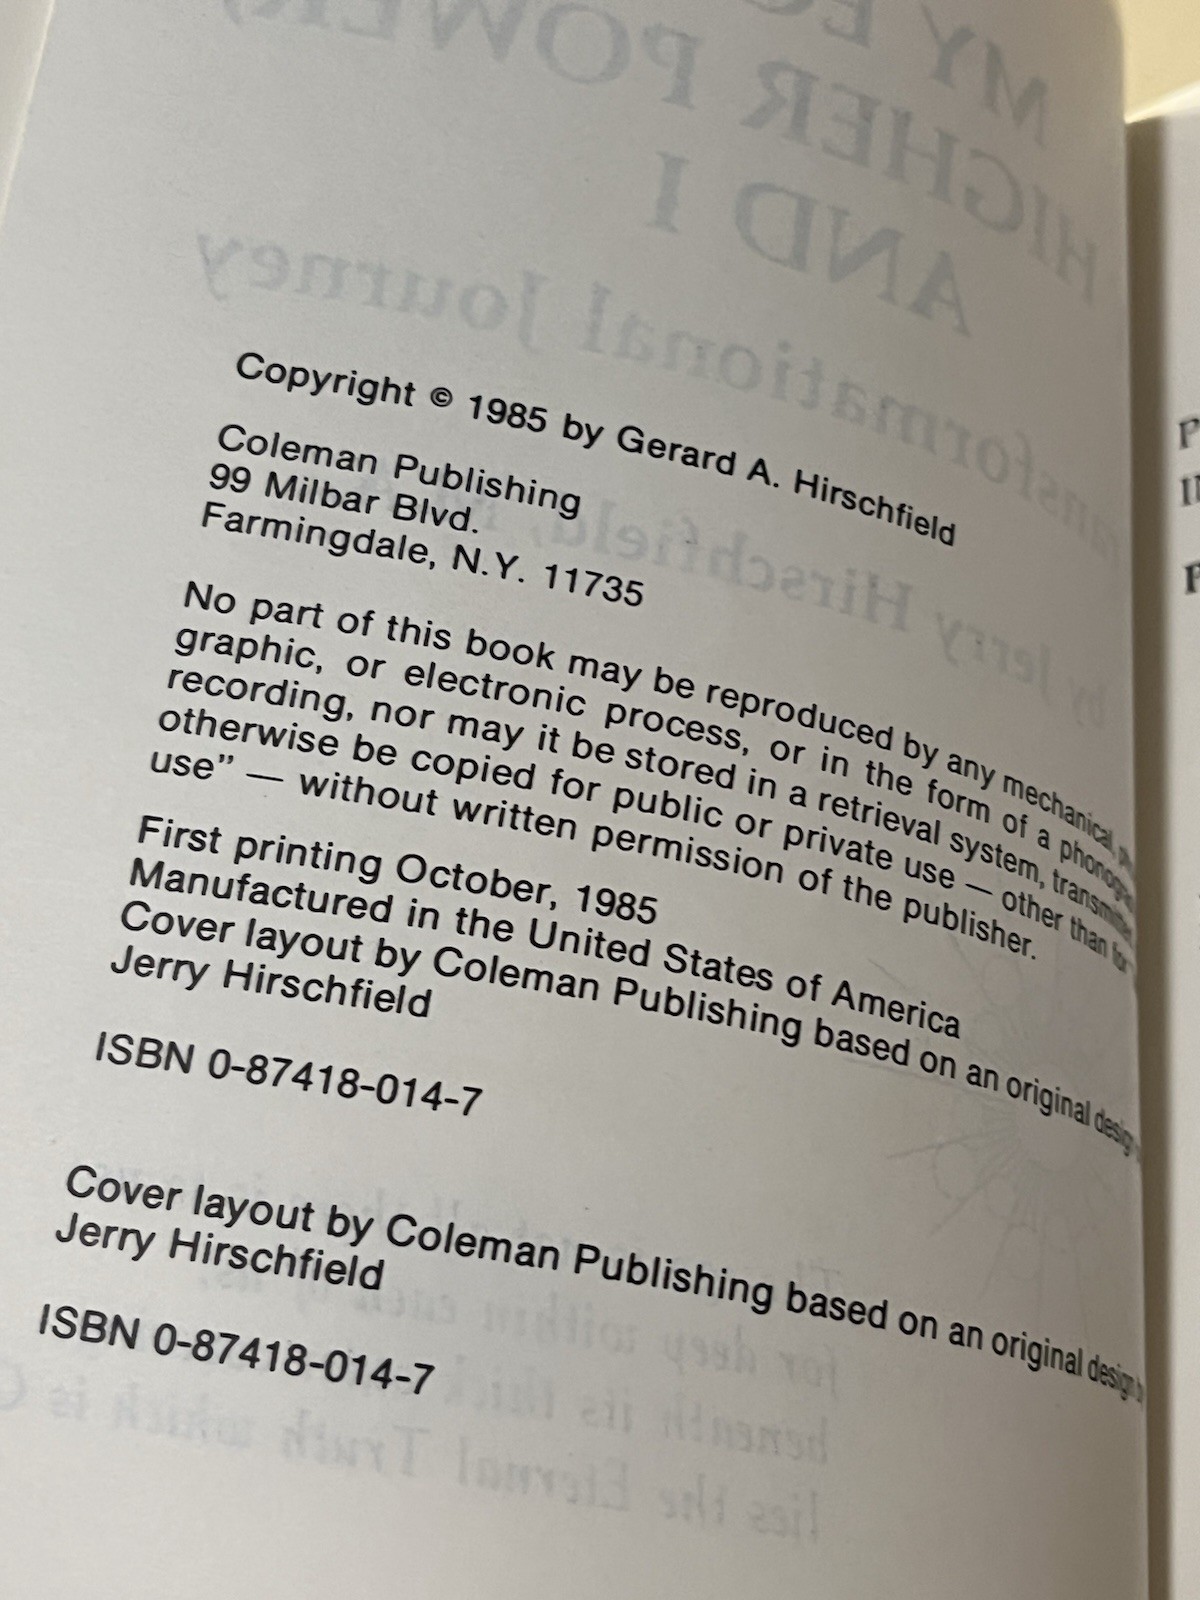 Copyright © 1985 by Gerard A. Hirschfield
Coleman Publishing
99 Milbar Blvd.
Farmingdale, N.Y. 11735
No part of this book may be reproduced by any mechanical,
graphic, or electronic process, or in the form of a
recording, nor may it be stored in a retrieval system,
otherwise be copied for public or private use — other than for
use” — without written permission of the publisher.
First printing October, 1985
Manufactured in the United States of America
Cover layout by Coleman Publishing based on an original design
Jerry Hirschfield
ISBN 0-87418-014-7
Cover layout by Coleman Publishing based on an original design
Jerry Hirschfield
ISBN 0-87418-014-7